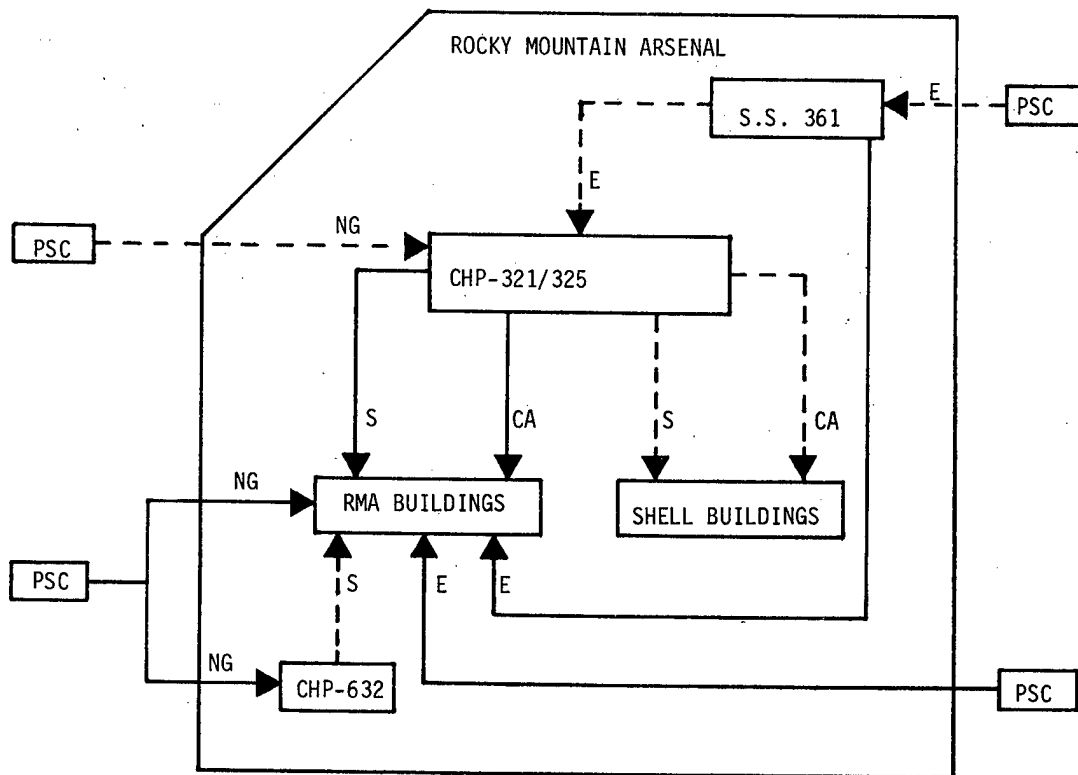 ROCKY MOUNTAIN ARSENAL
E
PSC
S.S. 361
E
NG
PSC
CHP-321/325
S
CA
S
CA
NG
RMA BUILDINGS
SHELL BUILDINGS
PSC
S
E
E
NG
CHP-632
PSC